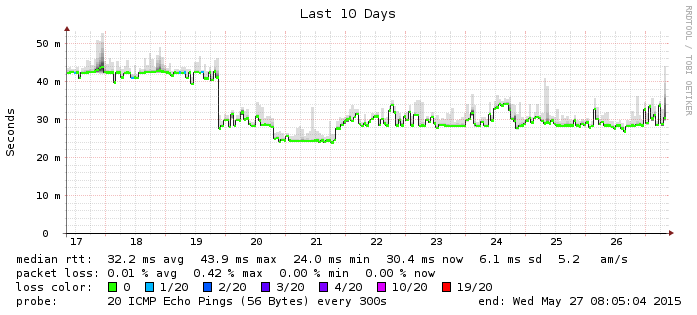 Last 10 Days
RRDTOOL / TOBI OETIKER
Seconds
50 m
40 m
30 m
20 m
10 m
0
17 18 19 20 21 22 23 24 25 26
median rtt: 32.2 ms avg 43.9 ms max 24.0 ms min 30.4 ms now 6.1 ms sd 5.2 am/s
packet loss: 0.01 % avg 0.42 % max 0.00 % min 0.00 % now
loss color: 0 1/20 2/20 3/20 4/20 10/20 19/20
probe: 20 ICMP Echo Pings (56 Bytes) every 300s end: Wed May 27 08:05:04 2015